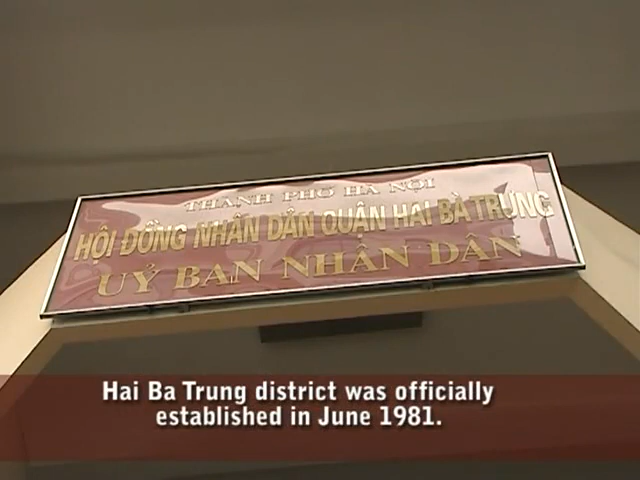 THÀNH PHỐ HÀ NỘI
HỘI ĐỒNG NHÂN DÂN QUẬN HAI BÀ TRƯNG
UỶ BAN NHÂN DÂN
Hai Ba Trung district was officially
established in June 1981.